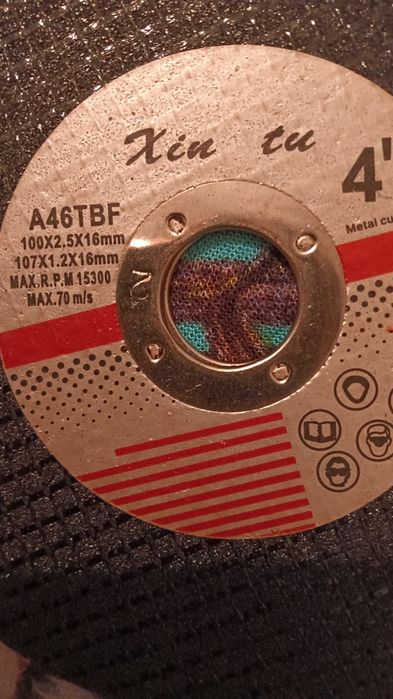 Xin tu
4"
Metal cu
A46TBF
100X2.5X16mm
107X1.2X16mm
MAX.R.P.M 15300
MAX.70 m/s